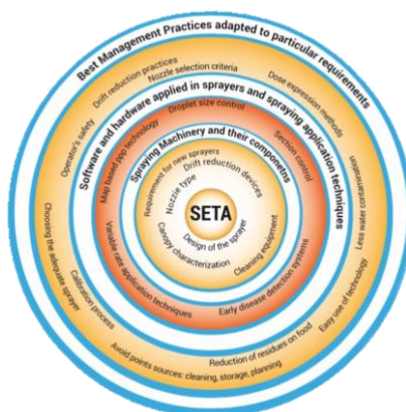 Best Management Practices adapted to particular requirements
Drift reduction practices
Nozzle selection criteria
Dose expression methods
Operator's safety
Less water contamination
Choosing the adequate sprayer
Calibration process
Easy use of technology
Reduction of residues on food
Avoid points sources: cleaning, storage, planning
Software and hardware applied in sprayers and spraying application techniques
Droplet size control
Map based ppp technology
Section control
Variable rate application techniques
Early disease detection systems
Spraying Machinery and their componetns
Requirement for new sprayers
Drift reduction devices
Nozzle type
Canopy characterization
Design of the sprayer
Cleaning equipment
SETA